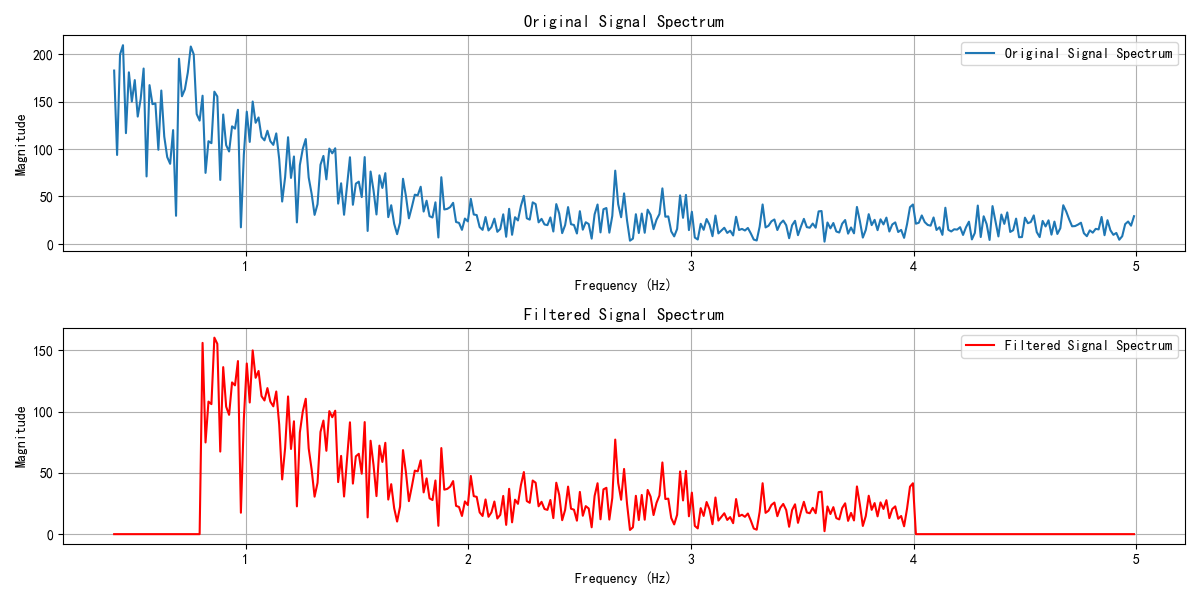 Original Signal Spectrum
Original Signal Spectrum
200
150
100
50
0
Magnitude
1 2 3 4 5
Frequency (Hz)
Filtered Signal Spectrum
Filtered Signal Spectrum
150
100
50
0
Magnitude
1 2 3 4 5
Frequency (Hz)